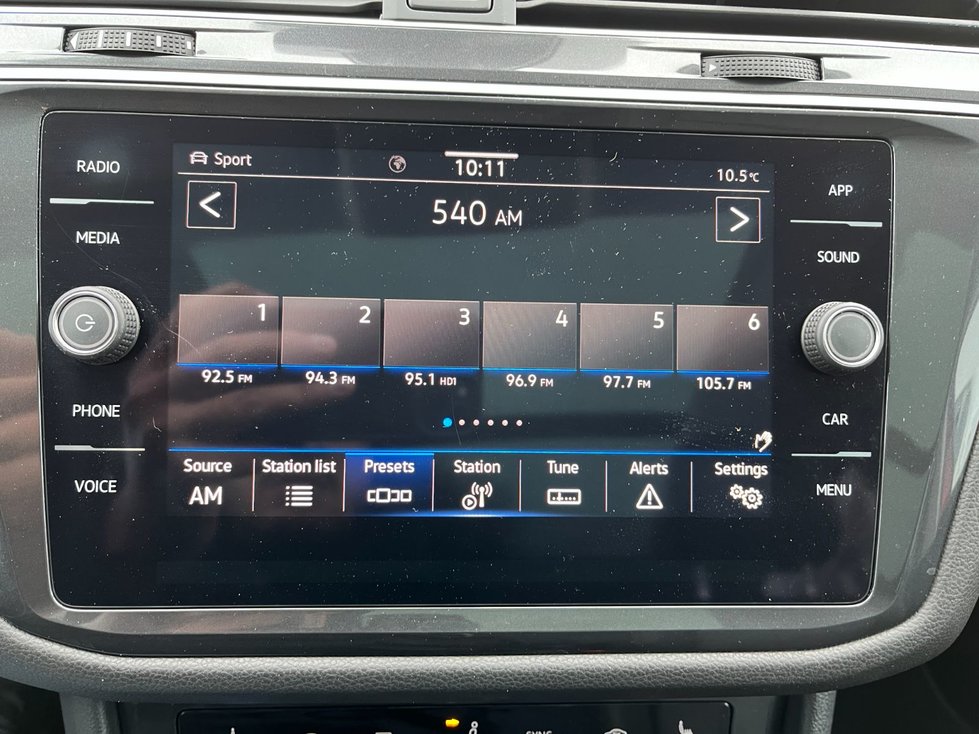 RADIO
MEDIA
PHONE
VOICE
Sport 10:11 10.5°C
< 540 AM >
1 2 3 4 5 6
92.5 FM 94.3 FM 95.1 HD1 96.9 FM 97.7 FM 105.7 FM
Source Station list Presets Station Tune Alerts Settings
AM
APP
SOUND
CAR
MENU
SYNC